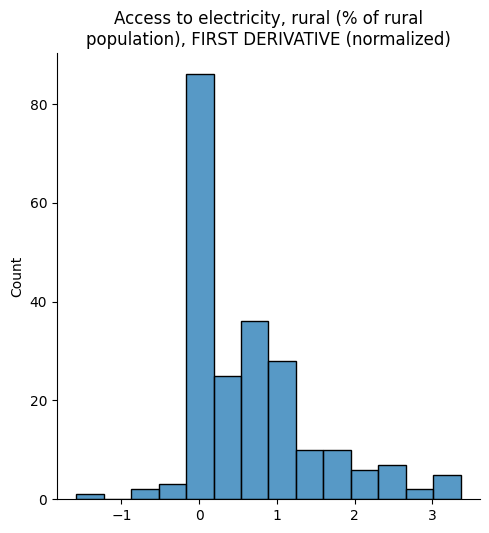 Access to electricity, rural (% of rural
population), FIRST DERIVATIVE (normalized)
80
60
40
20
0
Count
−1 0 1 2 3